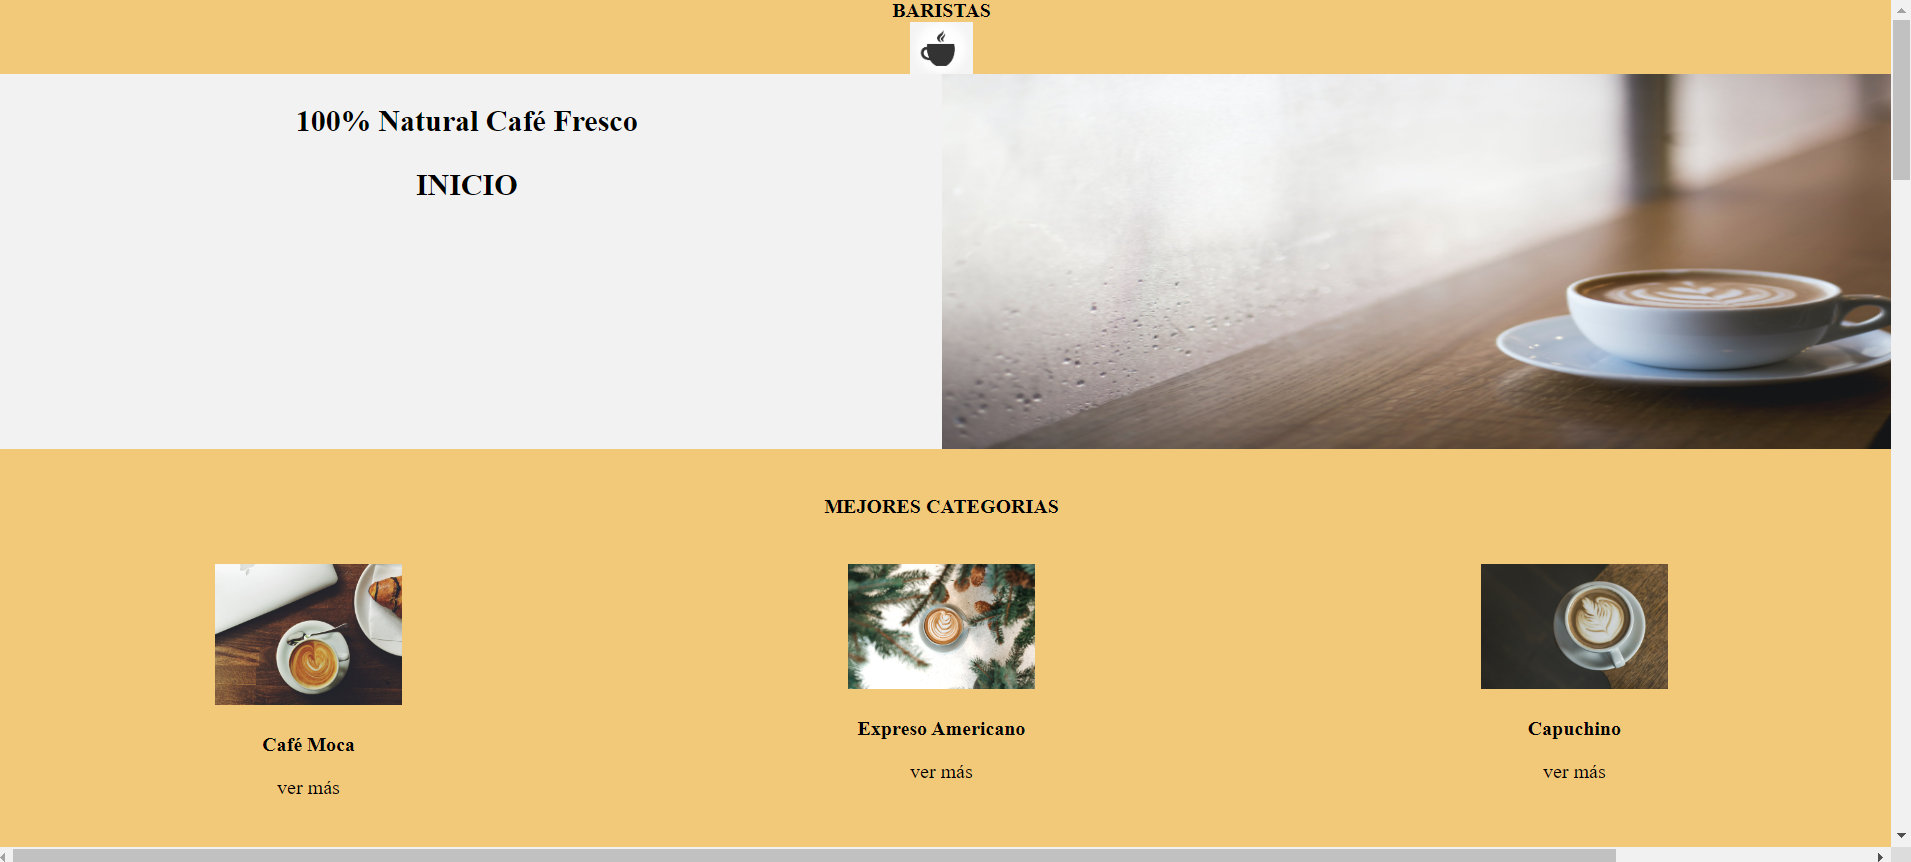 BARISTAS
100% Natural Café Fresco
INICIO
MEJORES CATEGORIAS
Café Moca
ver más
Expreso Americano
ver más
Capuchino
ver más